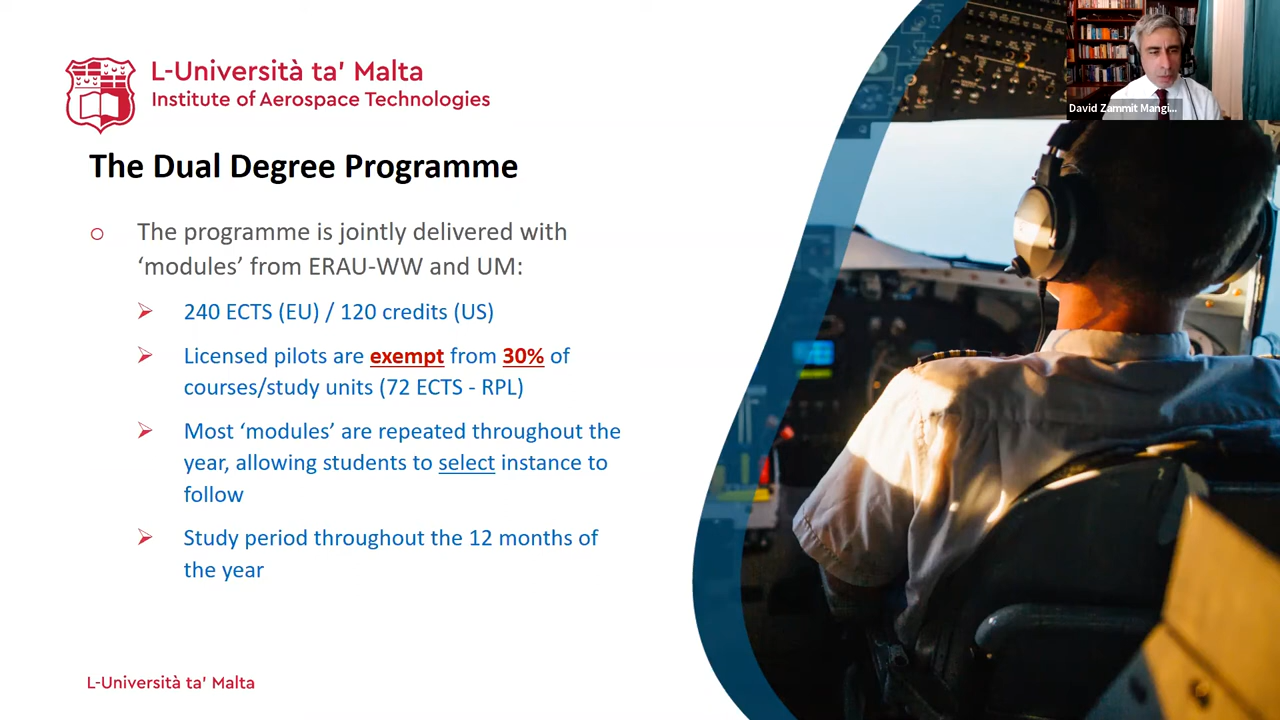 L-Università ta' Malta
Institute of Aerospace Technologies
David Zammit Mangi...
The Dual Degree Programme
The programme is jointly delivered with
‘modules’ from ERAU-WW and UM:
240 ECTS (EU) / 120 credits (US)
Licensed pilots are exempt from 30% of
courses/study units (72 ECTS - RPL)
Most ‘modules’ are repeated throughout the
year, allowing students to select instance to
follow
Study period throughout the 12 months of
the year
L-Università ta' Malta